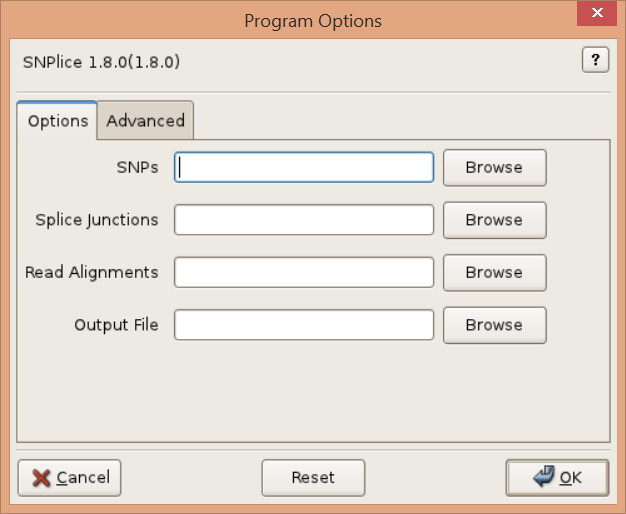 Program Options
SNPlice 1.8.0(1.8.0)
?
Options Advanced
SNPs Browse
Splice Junctions Browse
Read Alignments Browse
Output File Browse
Cancel Reset OK